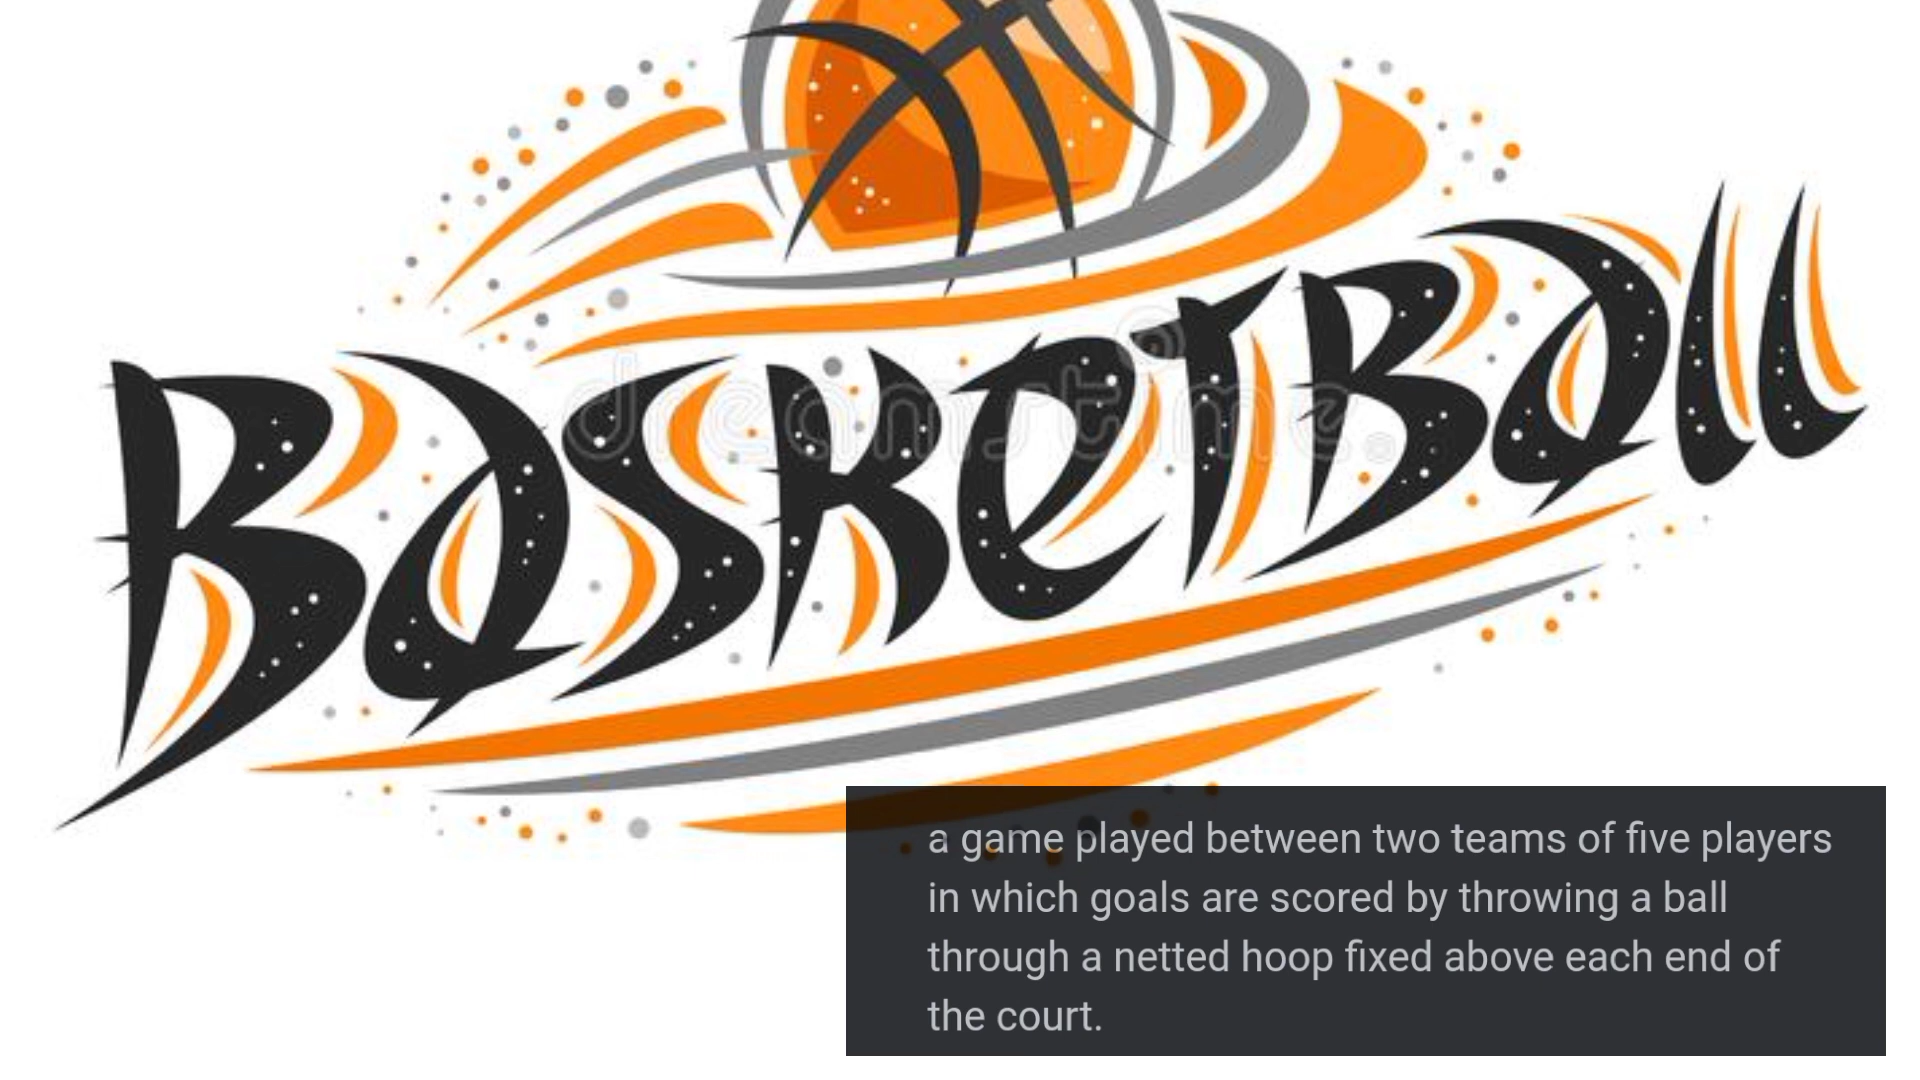 BasketBall
dreamstime.
a game played between two teams of five players
in which goals are scored by throwing a ball
through a netted hoop fixed above each end of
the court.